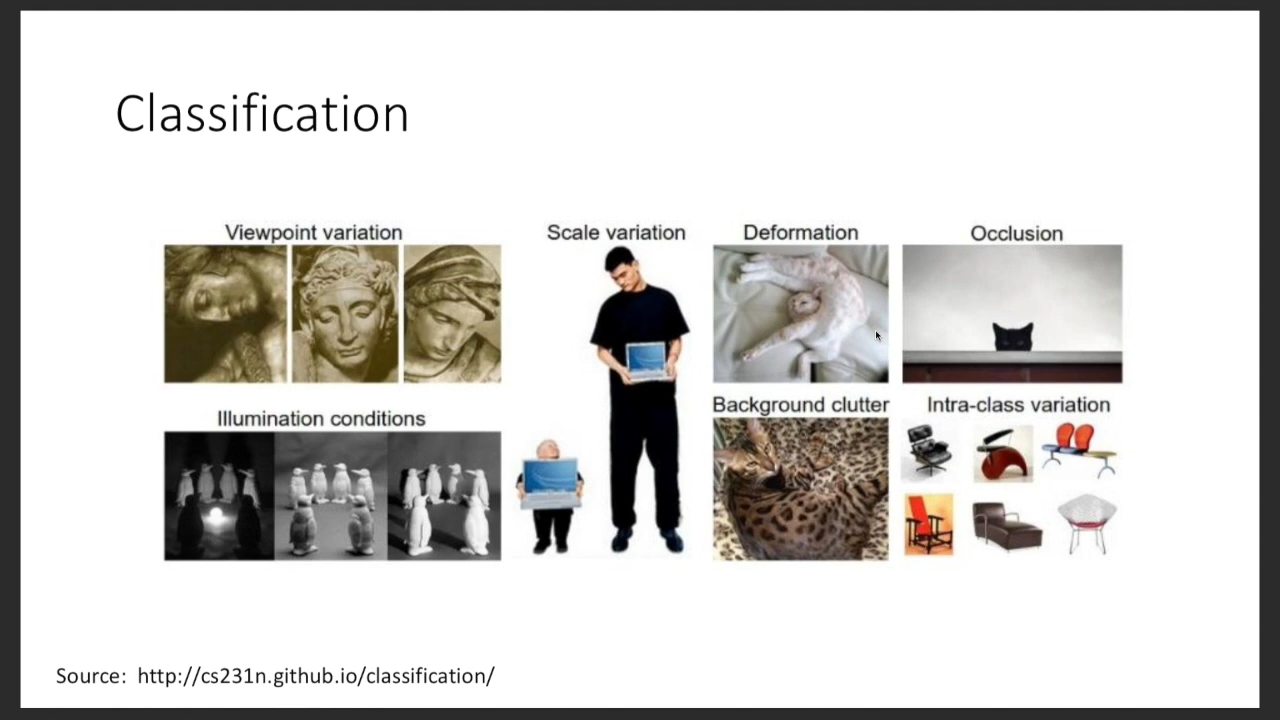 Classification
Viewpoint variation
Scale variation
Deformation
Occlusion
Illumination conditions
Background clutter
Intra-class variation
Source:  http://cs231n.github.io/classification/